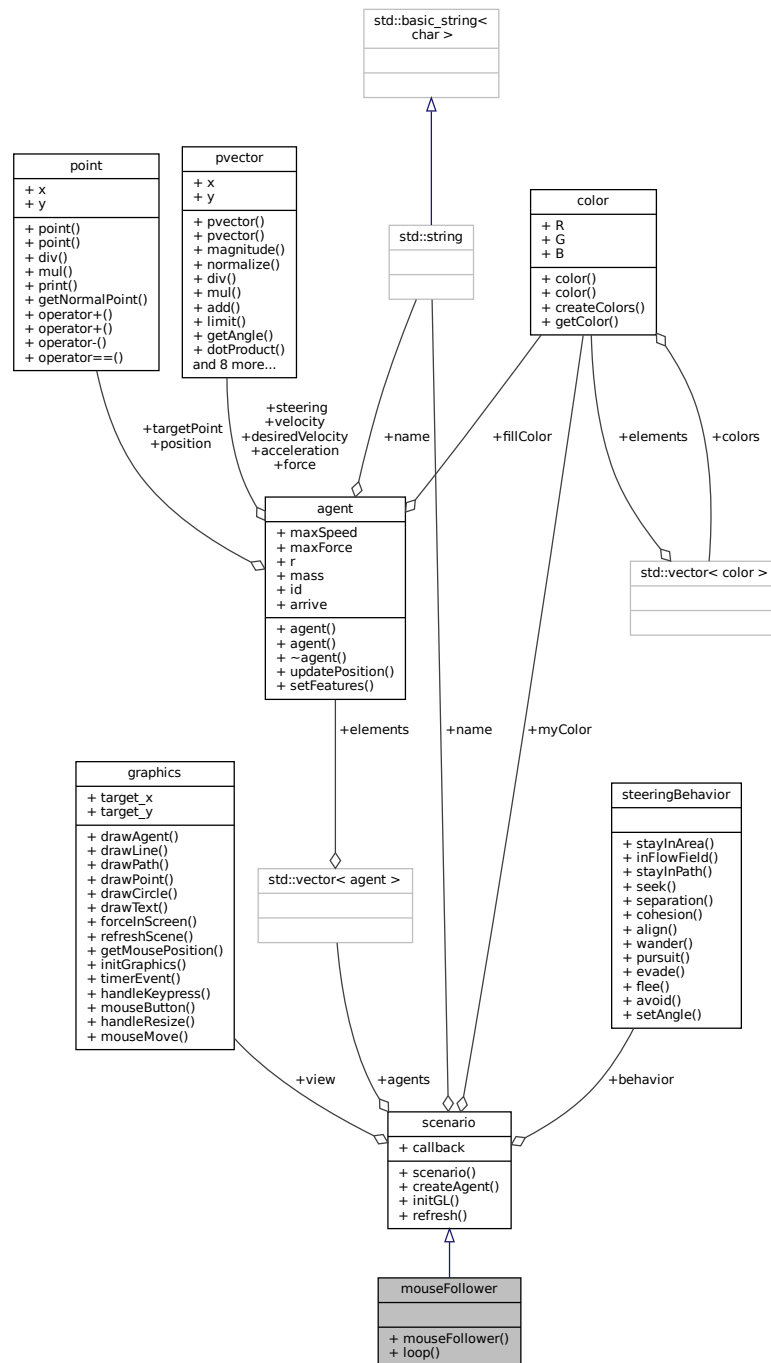 std::basic_string<
char >
point
+ x
+ y
+ point()
+ point()
+ div()
+ mul()
+ print()
+ getNormalPoint()
+ operator+()
+ operator+()
+ operator-()
+ operator==()
pvector
+ x
+ y
+ pvector()
+ pvector()
+ magnitude()
+ normalize()
+ div()
+ mul()
+ add()
+ limit()
+ getAngle()
+ dotProduct()
and 8 more...
std::string
color
+ R
+ G
+ B
+ color()
+ color()
+ createColors()
+ getColor()
+targetPoint
+position
+steering
+velocity
+desiredVelocity
+acceleration
+force
+name
+fillColor
+elements
+colors
agent
+ maxSpeed
+ maxForce
+ r
+ mass
+ id
+ arrive
+ agent()
+ agent()
+ ~agent()
+ updatePosition()
+ setFeatures()
std::vector< color >
+elements
+name
+myColor
graphics
+ target_x
+ target_y
+ drawAgent()
+ drawLine()
+ drawPath()
+ drawPoint()
+ drawCircle()
+ drawText()
+ forceInScreen()
+ refreshScene()
+ getMousePosition()
+ initGraphics()
+ timerEvent()
+ handleKeypress()
+ mouseButton()
+ handleResize()
+ mouseMove()
std::vector< agent >
steeringBehavior
+ stayInArea()
+ inFlowField()
+ stayInPath()
+ seek()
+ separation()
+ cohesion()
+ align()
+ wander()
+ pursuit()
+ evade()
+ flee()
+ avoid()
+ setAngle()
+view
+agents
+behavior
scenario
+ callback
+ scenario()
+ createAgent()
+ initGL()
+ refresh()
mouseFollower
+ mouseFollower()
+ loop()